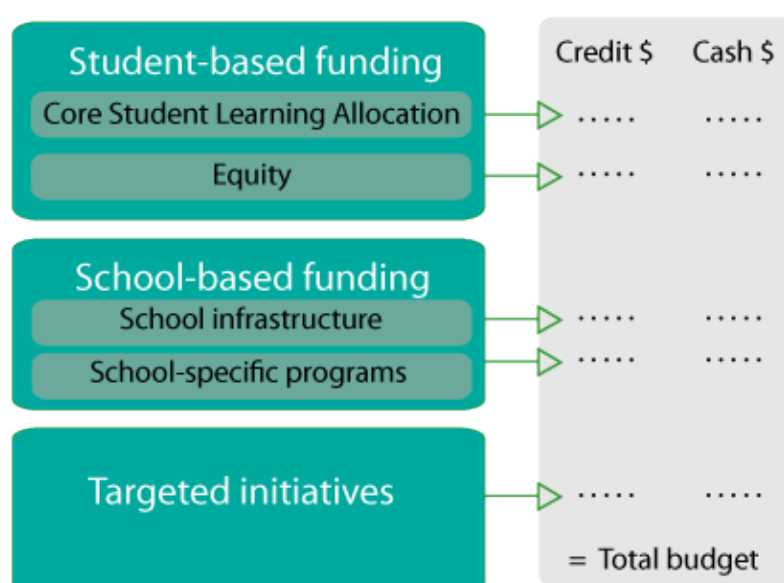 Student-based funding
Core Student Learning Allocation
Equity
School-based funding
School infrastructure
School-specific programs
Targeted initiatives
Credit $ Cash $
..... .....
..... .....
..... .....
..... .....
..... .....
= Total budget